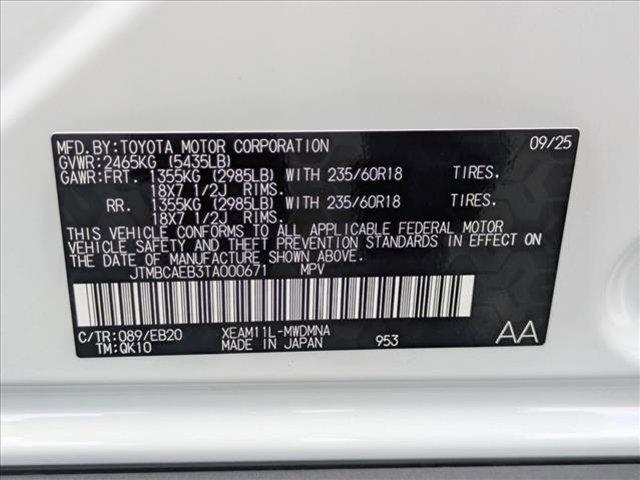 MFD.BY:TOYOTA MOTOR CORPORATION 09/25
GVWR:2465KG (5435LB)
GAWR:FRT. 1355KG (2985LB) WITH 235/60R18 TIRES.
18X7 1/2J RIMS.
RR. 1355KG (2985LB) WITH 235/60R18 TIRES.
18X7 1/2J RIMS.
THIS VEHICLE CONFORMS TO ALL APPLICABLE FEDERAL MOTOR
VEHICLE SAFETY AND THEFT PREVENTION STANDARDS IN EFFECT ON
THE DATE OF MANUFACTURE SHOWN ABOVE.
JTMBCAEB3TA000671 MPV
C/TR:089/EB20 XEAM11L-MWDMNA
TM:QK10 MADE IN JAPAN 953 AA